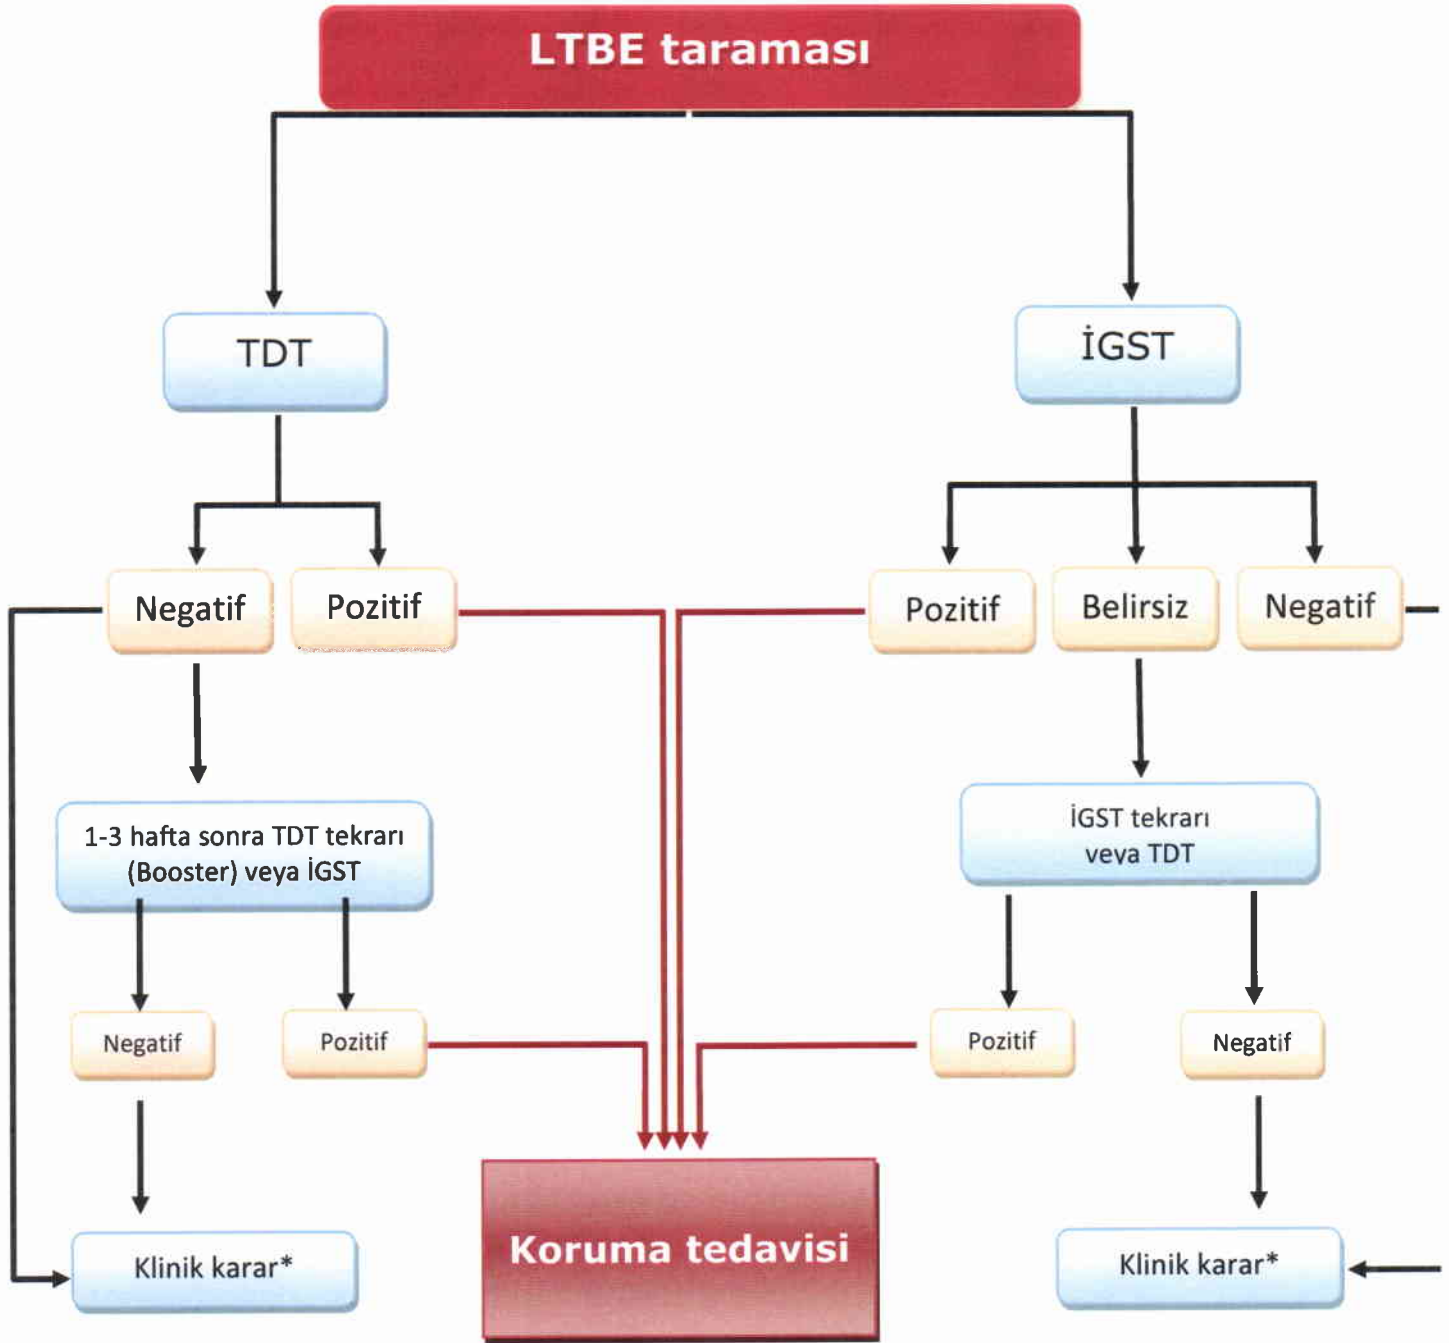 LTBE taraması
TDT
İGST
Negatif
Pozitif
Pozitif
Belirsiz
Negatif
1-3 hafta sonra TDT tekrarı
(Booster) veya İGST
İGST tekrarı
veya TDT
Negatif
Pozitif
Pozitif
Negatif
Klinik karar*
Koruma tedavisi
Klinik karar*